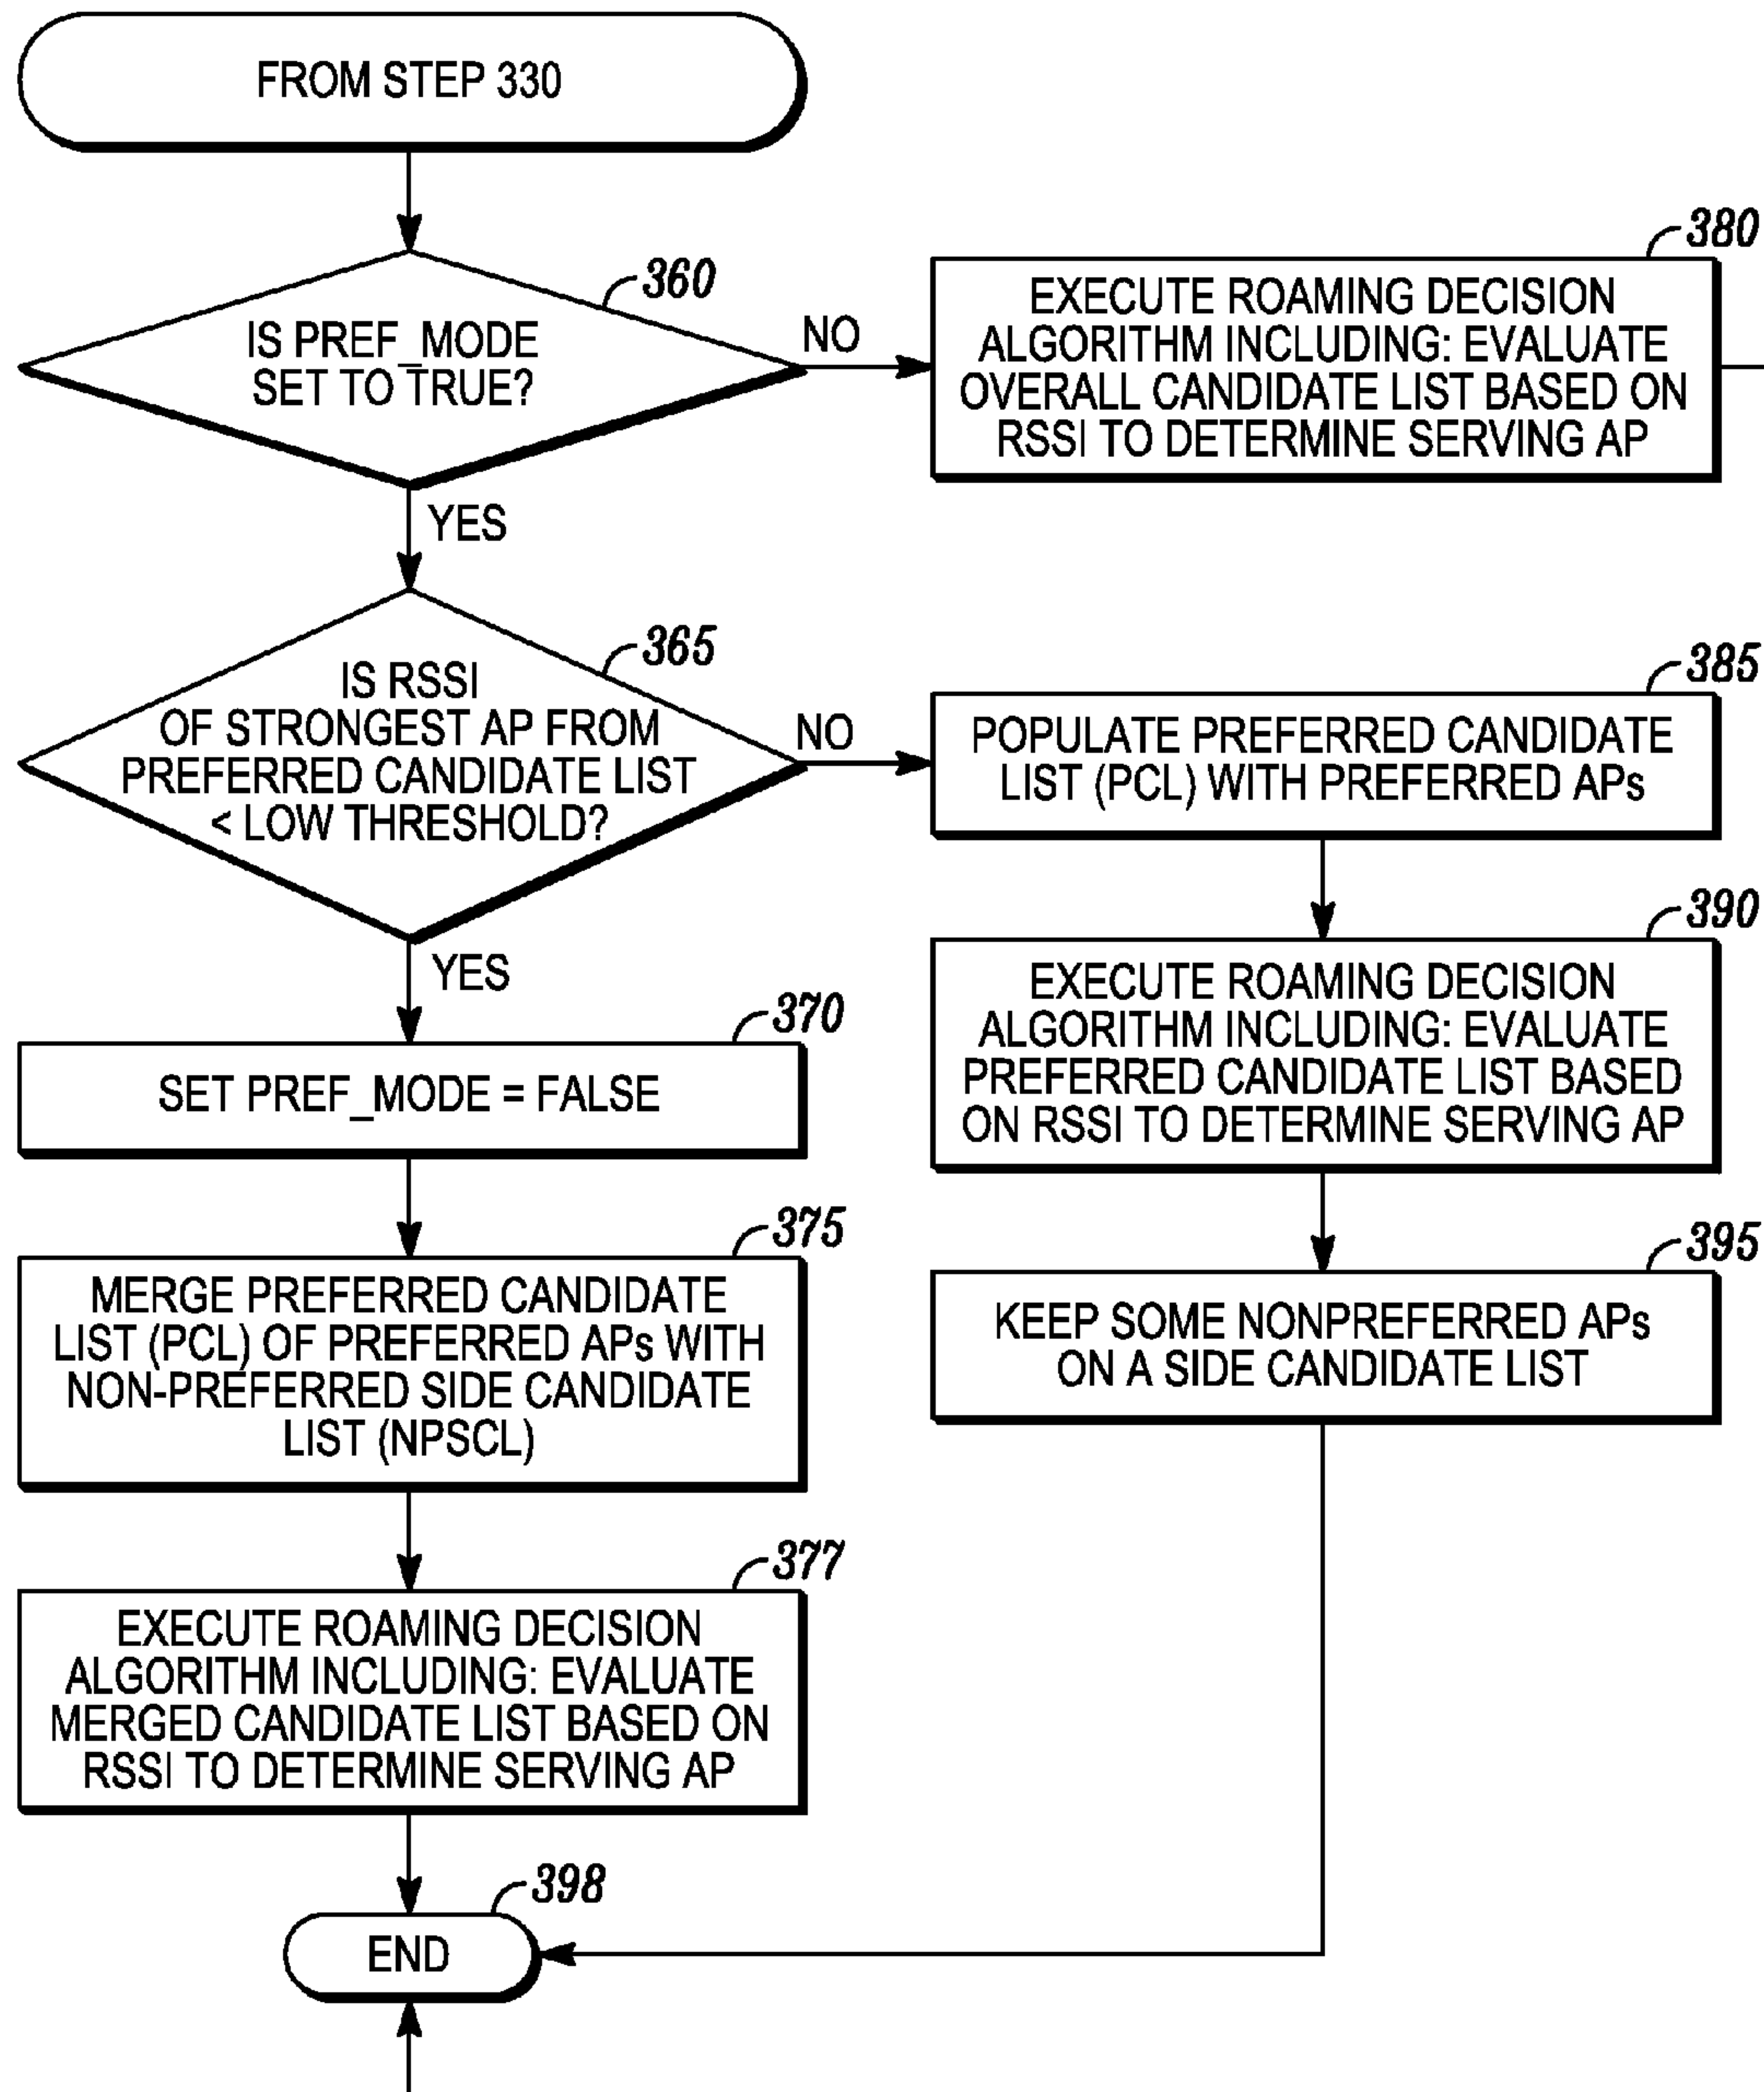 FROM STEP 330
360
IS PREF_MODE
SET TO TRUE?
NO
380
EXECUTE ROAMING DECISION
ALGORITHM INCLUDING: EVALUATE
OVERALL CANDIDATE LIST BASED ON
RSSI TO DETERMINE SERVING AP
YES
365
IS RSSI
OF STRONGEST AP FROM
PREFERRED CANDIDATE LIST
< LOW THRESHOLD?
NO
385
POPULATE PREFERRED CANDIDATE
LIST (PCL) WITH PREFERRED APs
YES
390
EXECUTE ROAMING DECISION
ALGORITHM INCLUDING: EVALUATE
PREFERRED CANDIDATE LIST BASED
ON RSSI TO DETERMINE SERVING AP
370
SET PREF_MODE = FALSE
375
MERGE PREFERRED CANDIDATE
LIST (PCL) OF PREFERRED APs WITH
NON-PREFERRED SIDE CANDIDATE
LIST (NPSCL)
395
KEEP SOME NONPREFERRED APs
ON A SIDE CANDIDATE LIST
377
EXECUTE ROAMING DECISION
ALGORITHM INCLUDING: EVALUATE
MERGED CANDIDATE LIST BASED ON
RSSI TO DETERMINE SERVING AP
398
END